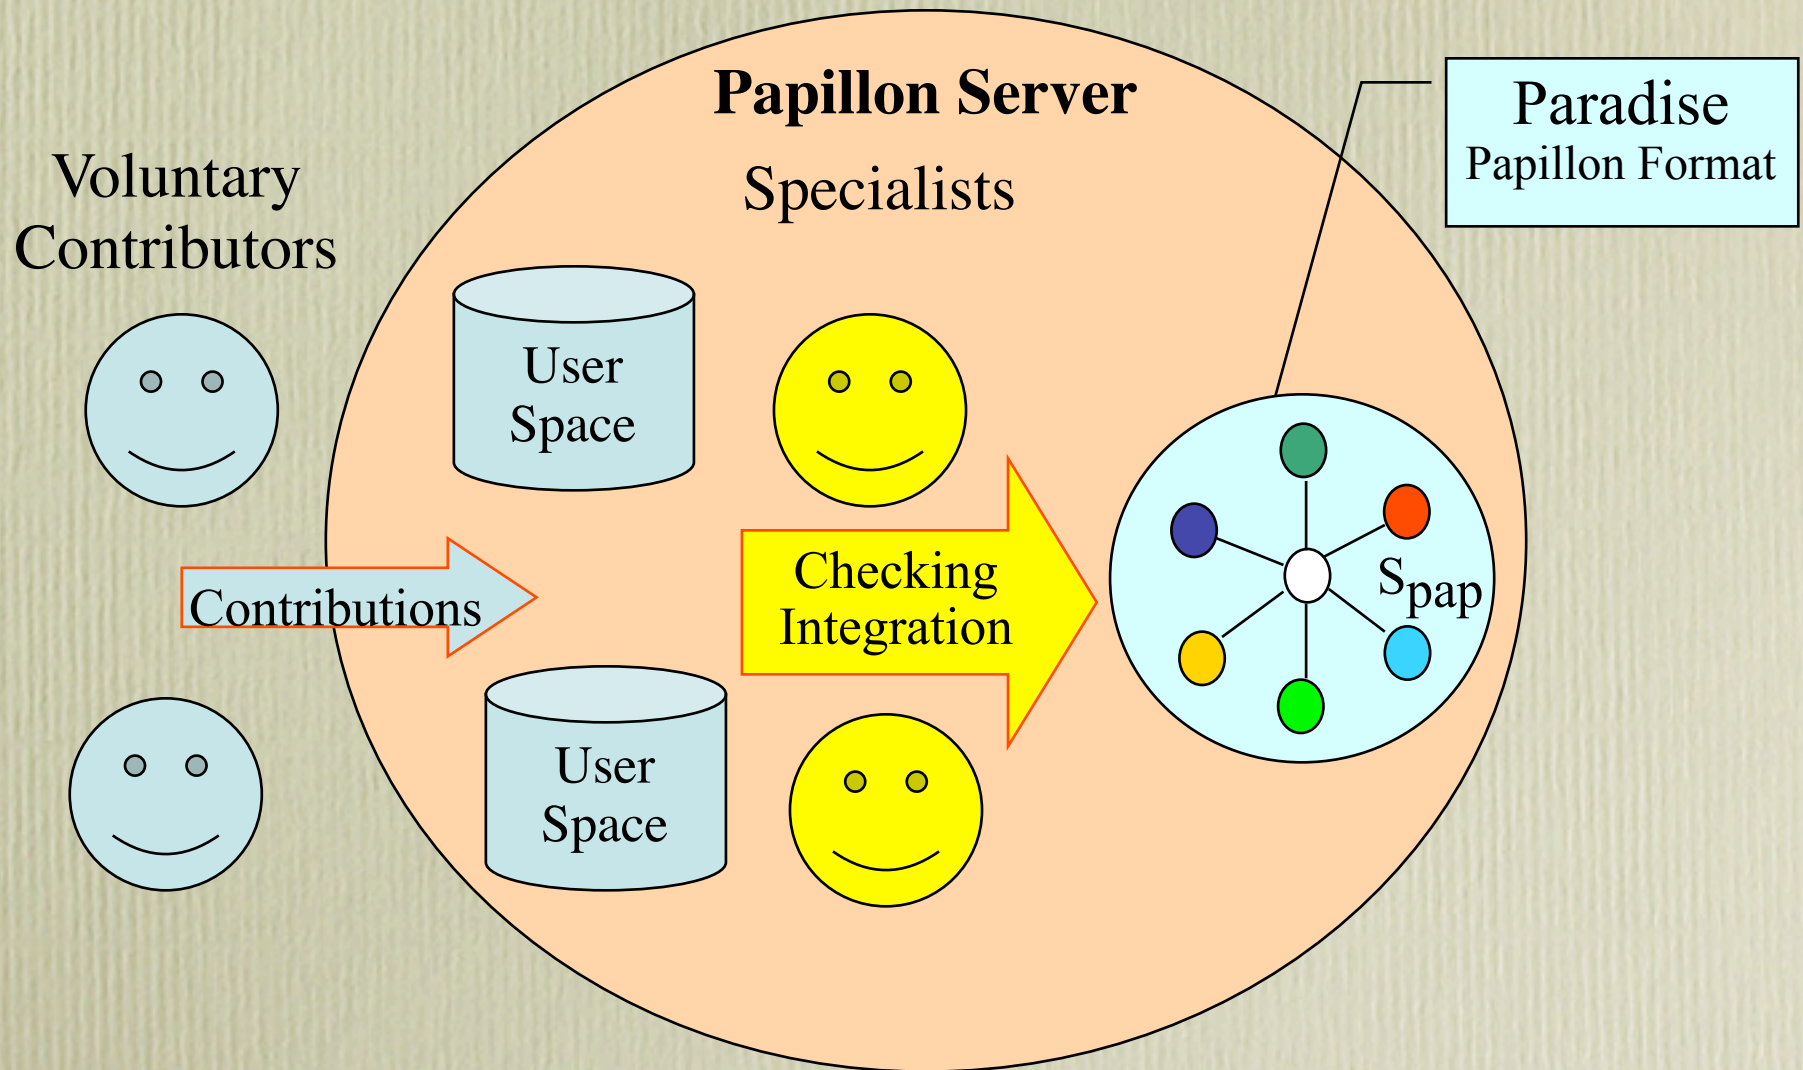 Papillon Server
Specialists
Paradise
Papillon Format
Voluntary
Contributors
User
Space
Checking
Integration
Spap
Contributions
User
Space